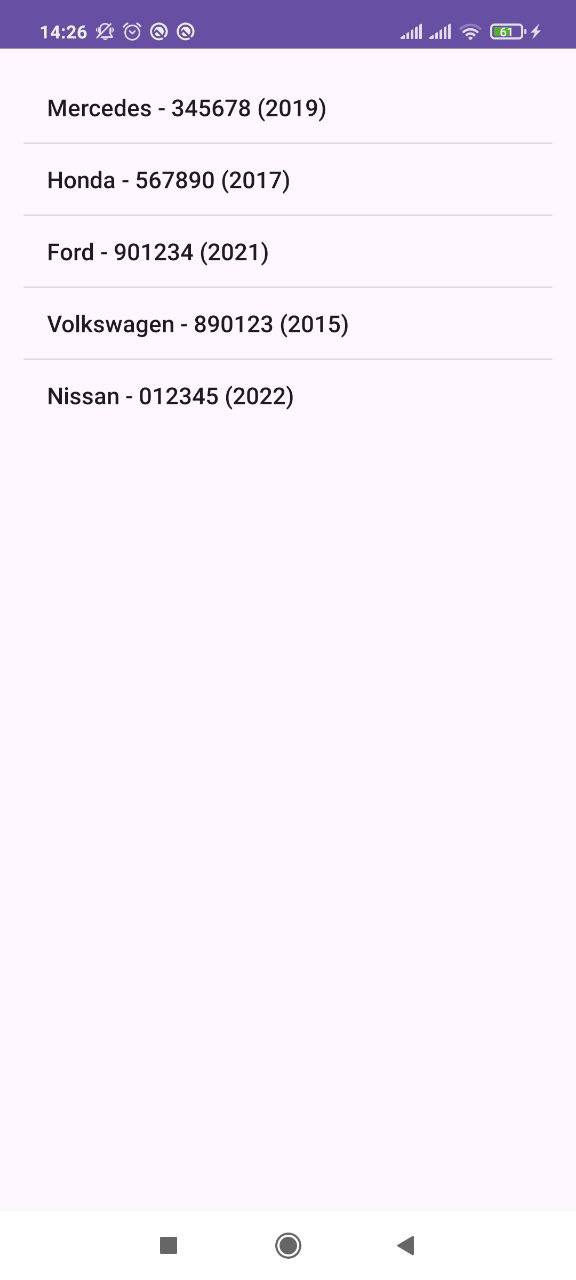 14:26 61
Mercedes - 345678 (2019)
Honda - 567890 (2017)
Ford - 901234 (2021)
Volkswagen - 890123 (2015)
Nissan - 012345 (2022)